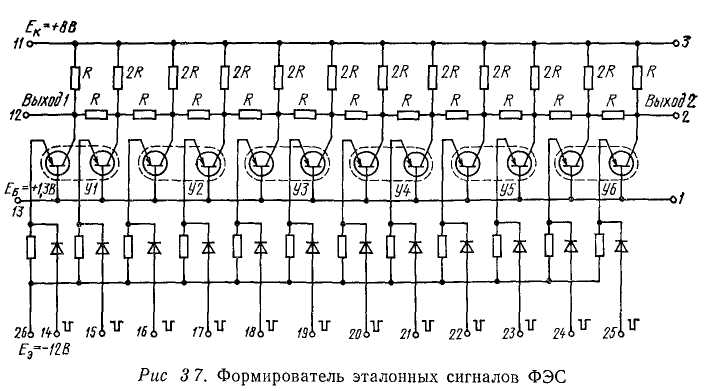 Eк=+8В
11
3
R 2R 2R 2R 2R 2R 2R 2R 2R 2R 2R R
Выход1
R R R R R R R R R R R
Выход2
12
2
У1 У2 У3 У4 У5 У6
Eб=+1,3В
13
1
26 14 15 16 17 18 19 20 21 22 23 24 25
Eэ=-12В
Рис 37. Формирователь эталонных сигналов ФЭС